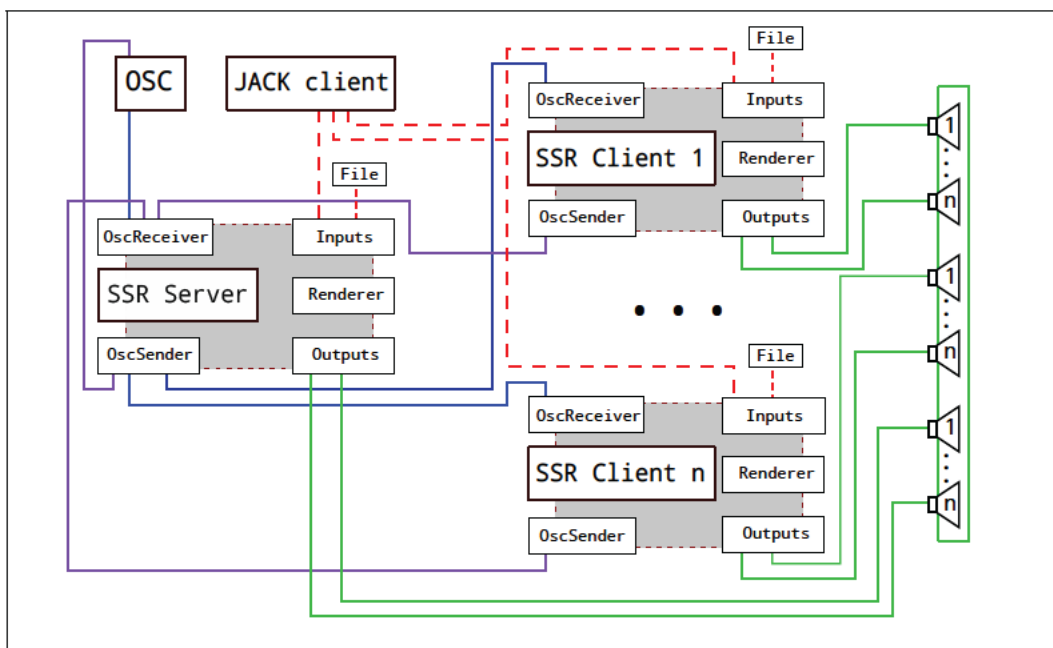 OSC
JACK client
File
OscReceiver
Inputs
SSR Server
Renderer
OscSender
Outputs
File
OscReceiver
Inputs
SSR Client 1
Renderer
OscSender
Outputs
• • •
File
OscReceiver
Inputs
SSR Client n
Renderer
OscSender
Outputs
1
n
1
n
1
n